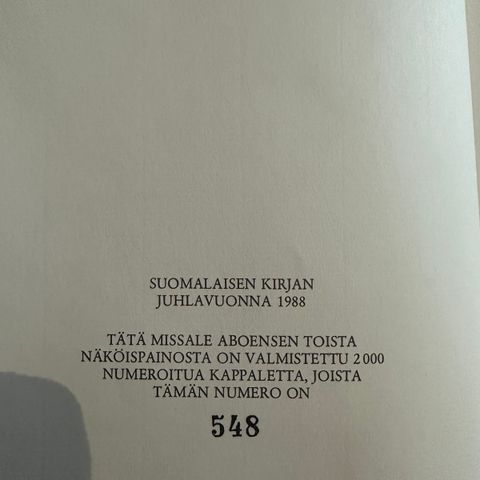 SUOMALAISEN KIRJAN
JUHLAVUONNA 1988
TÄTÄ MISSALE ABOENSEN TOISTA
NÄKÖISPAINOSTA ON VALMISTETTU 2000
NUMEROITUA KAPPALETTA, JOISTA
TÄMÄN NUMERO ON
548